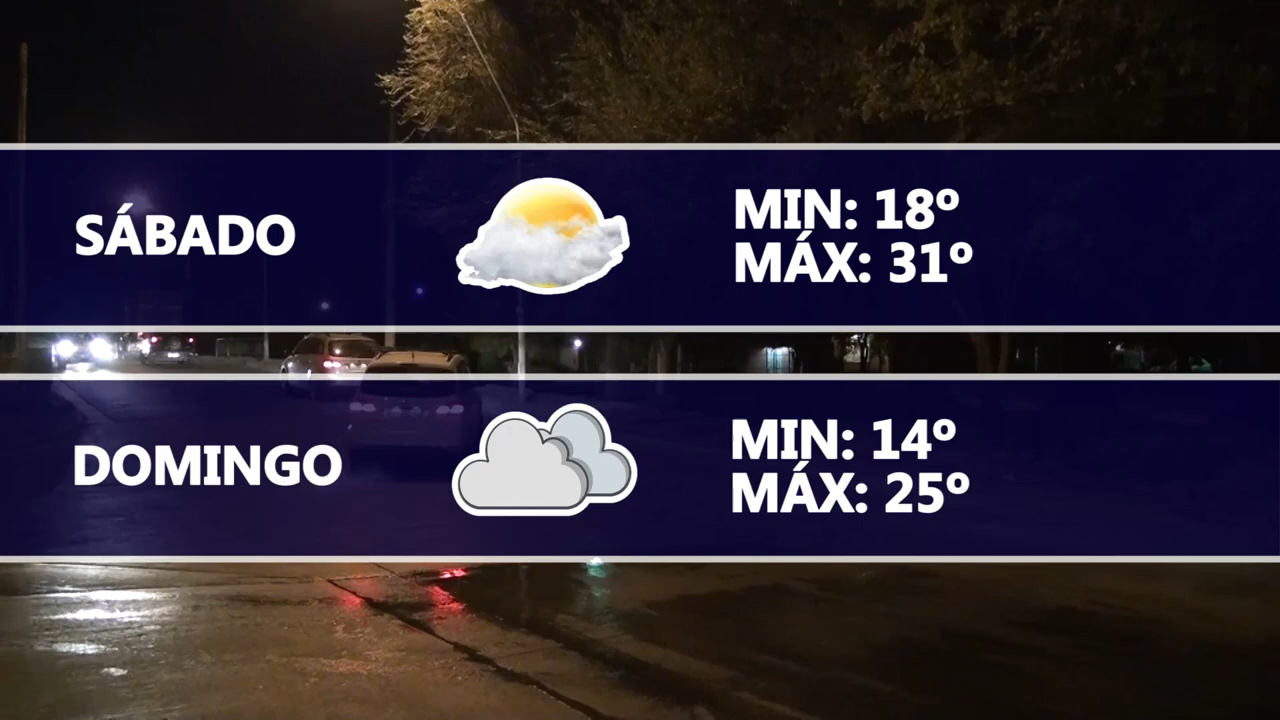 SÁBADO
MIN: 18º
MÁX: 31º
DOMINGO
MIN: 14º
MÁX: 25º